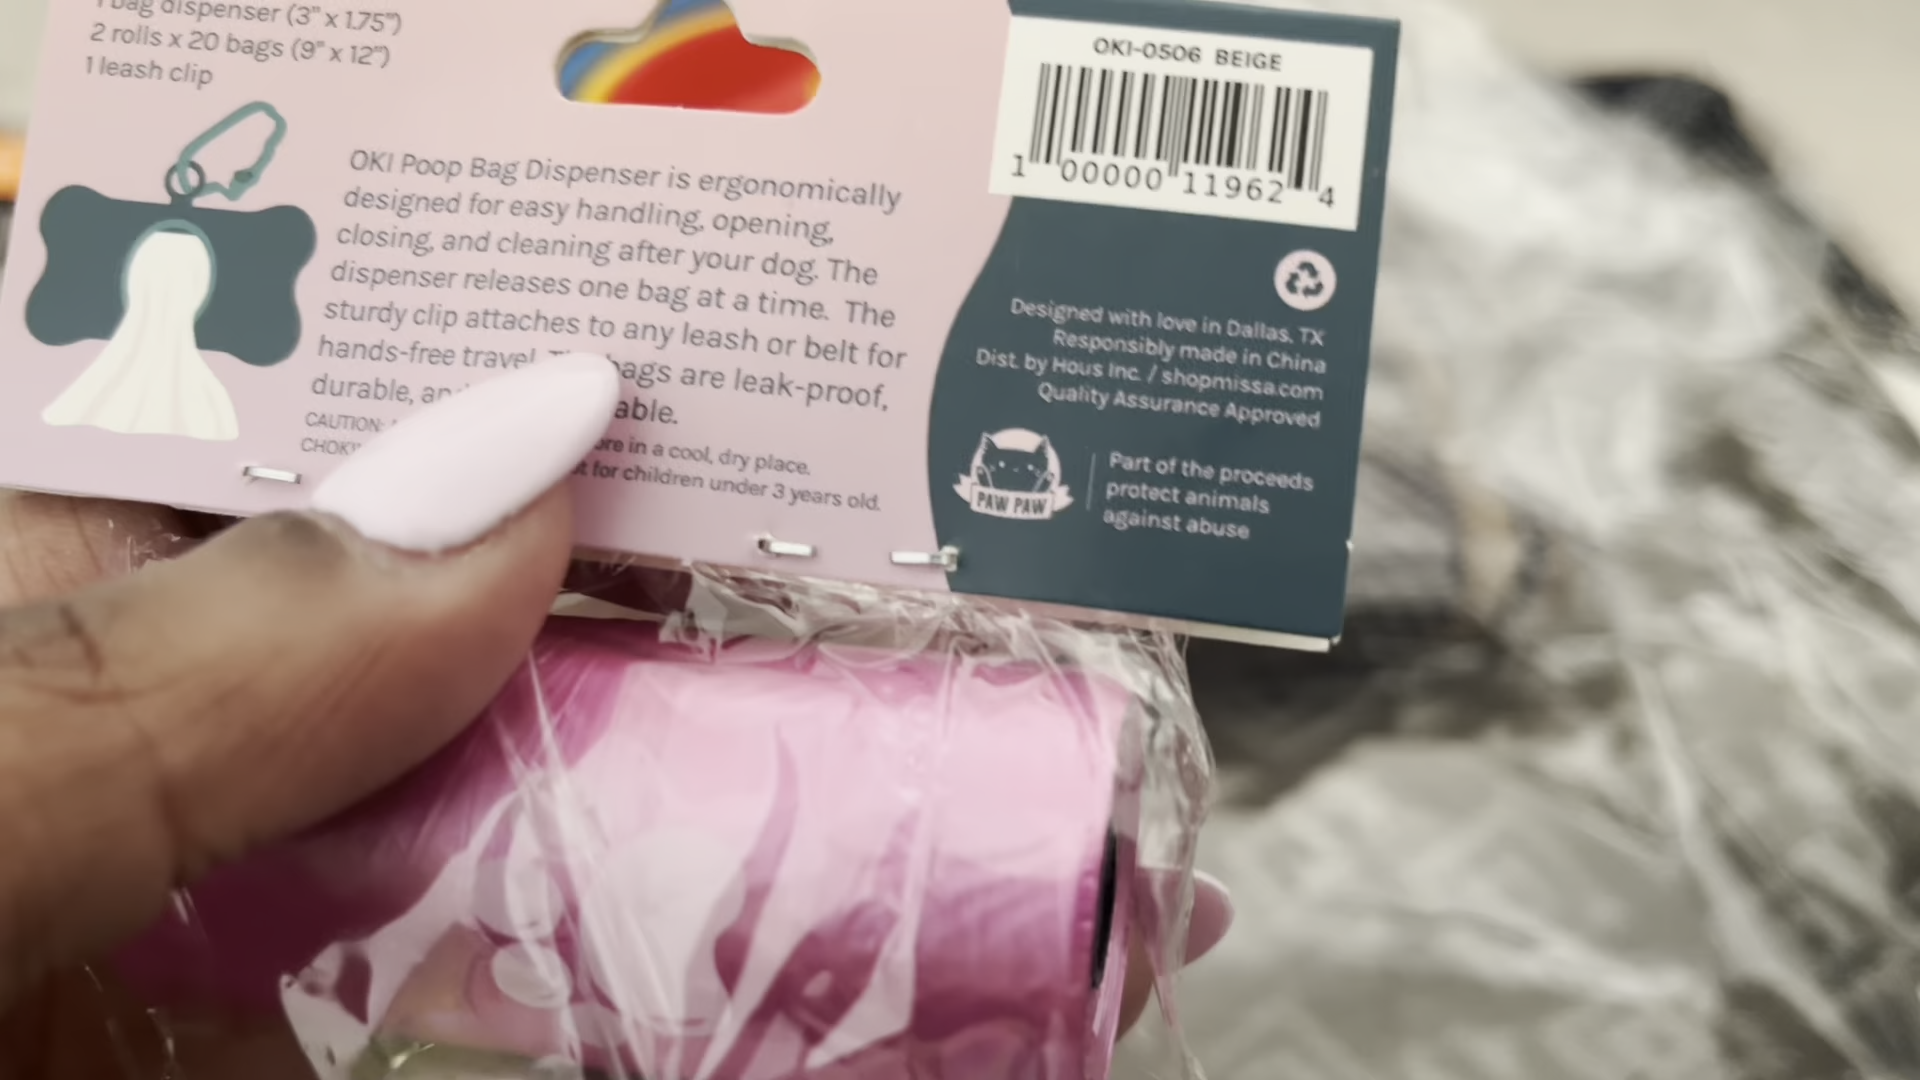 bag dispenser (3" x 1.75")
2 rolls x 20 bags (9" x 12")
1 leash clip
OKI Poop Bag Dispenser is ergonomically
designed for easy handling, opening,
closing, and cleaning after your dog. The
dispenser releases one bag at a time. The
sturdy clip attaches to any leash or belt for
hands-free travel. bags are leak-proof,
durable,
CAUTION:
in a cool, dry place.
for children under 3 years old.
OKI-0506 BEIGE
1 00000 11962 4
Designed with love in Dallas, TX
Responsibly made in China
Dist. by Hous Inc. / shopmissa.com
Quality Assurance Approved
PAW PAW
Part of the proceeds
protect animals
against abuse